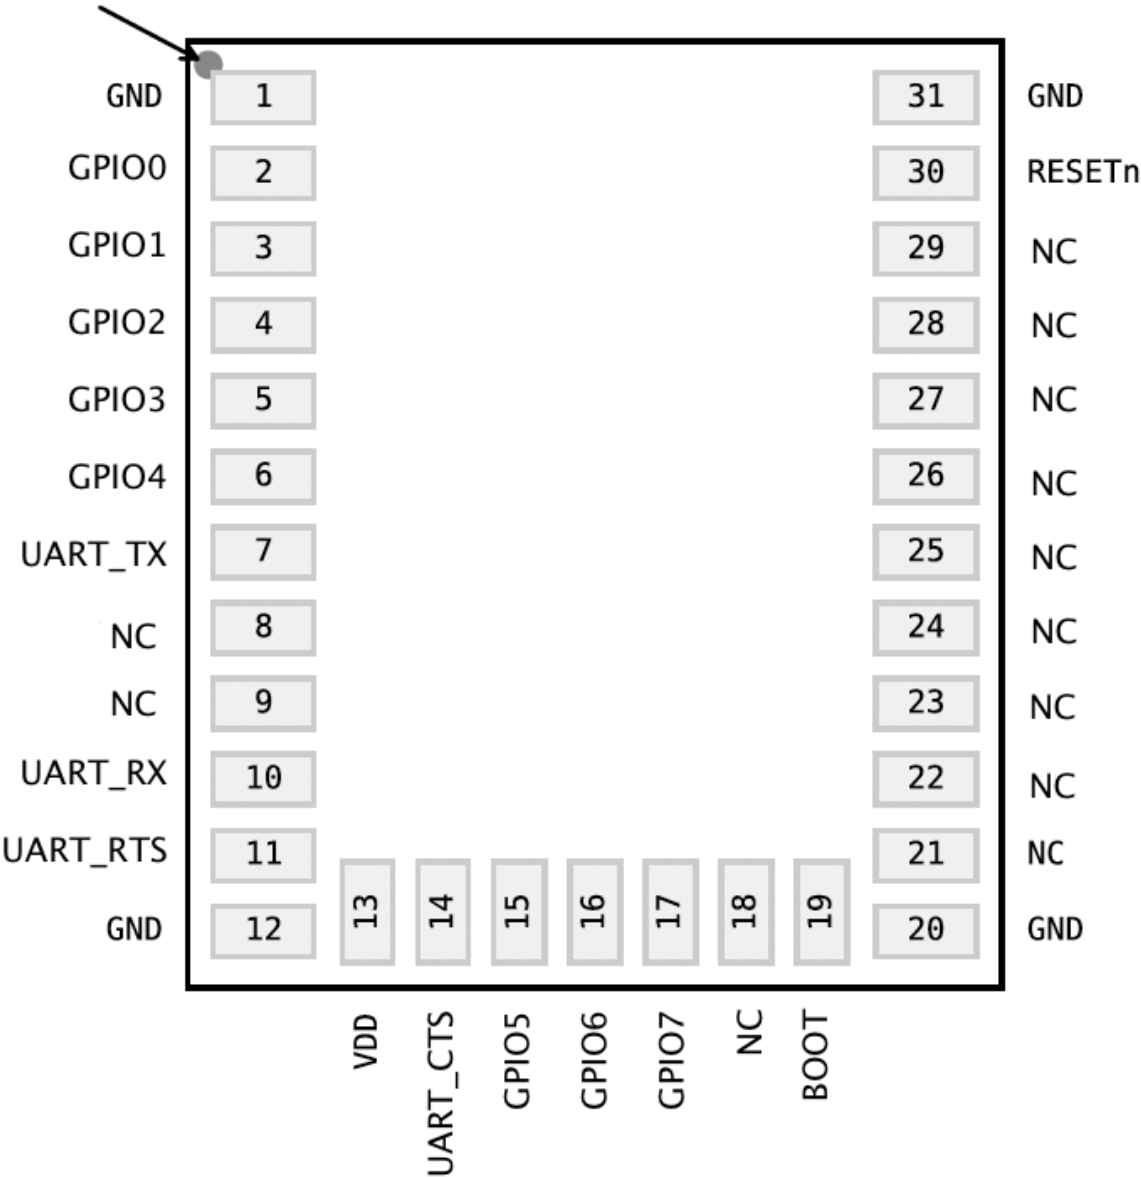 GND 1 31 GND
GPIO0 2 30 RESETn
GPIO1 3 29 NC
GPIO2 4 28 NC
GPIO3 5 27 NC
GPIO4 6 26 NC
UART_TX 7 25 NC
NC 8 24 NC
NC 9 23 NC
UART_RX 10 22 NC
UART_RTS 11 21 NC
GND 12 13 14 15 16 17 18 19 20 GND
VDD UART_CTS GPIO5 GPIO6 GPIO7 NC BOOT